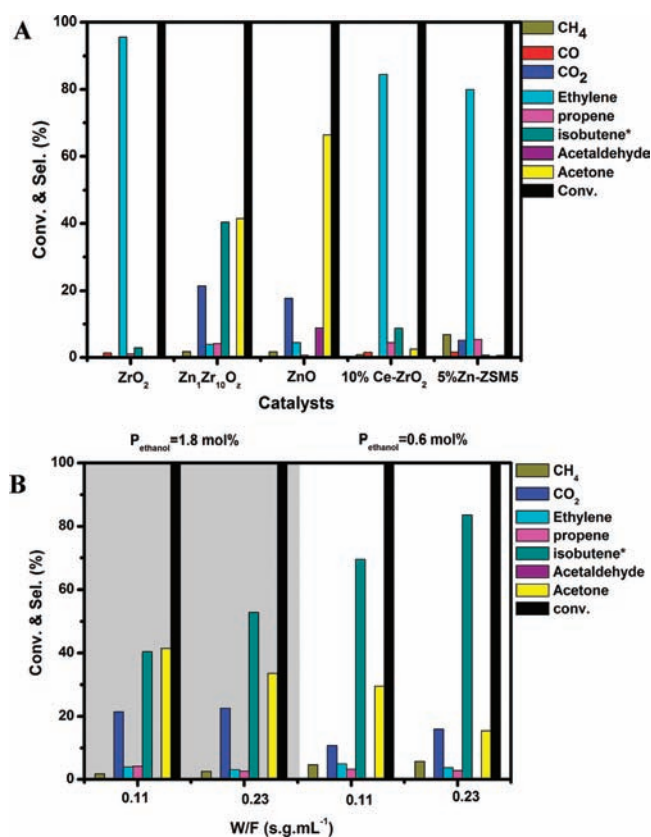 A
100
80
60
40
20
0
Conv. & Sel. (%)
ZrO2
Zn1Zr10Oz
ZnO
10% Ce-ZrO2
5%Zn-ZSM5
Catalysts
CH4
CO
CO2
Ethylene
propene
isobutene*
Acetaldehyde
Acetone
Conv.
Pethanol=1.8 mol%
Pethanol=0.6 mol%
B
100
80
60
40
20
0
Conv. & Sel. (%)
0.11
0.23
0.11
0.23
W/F (s.g.mL-1)
CH4
CO2
Ethylene
propene
isobutene*
Acetaldehyde
Acetone
conv.